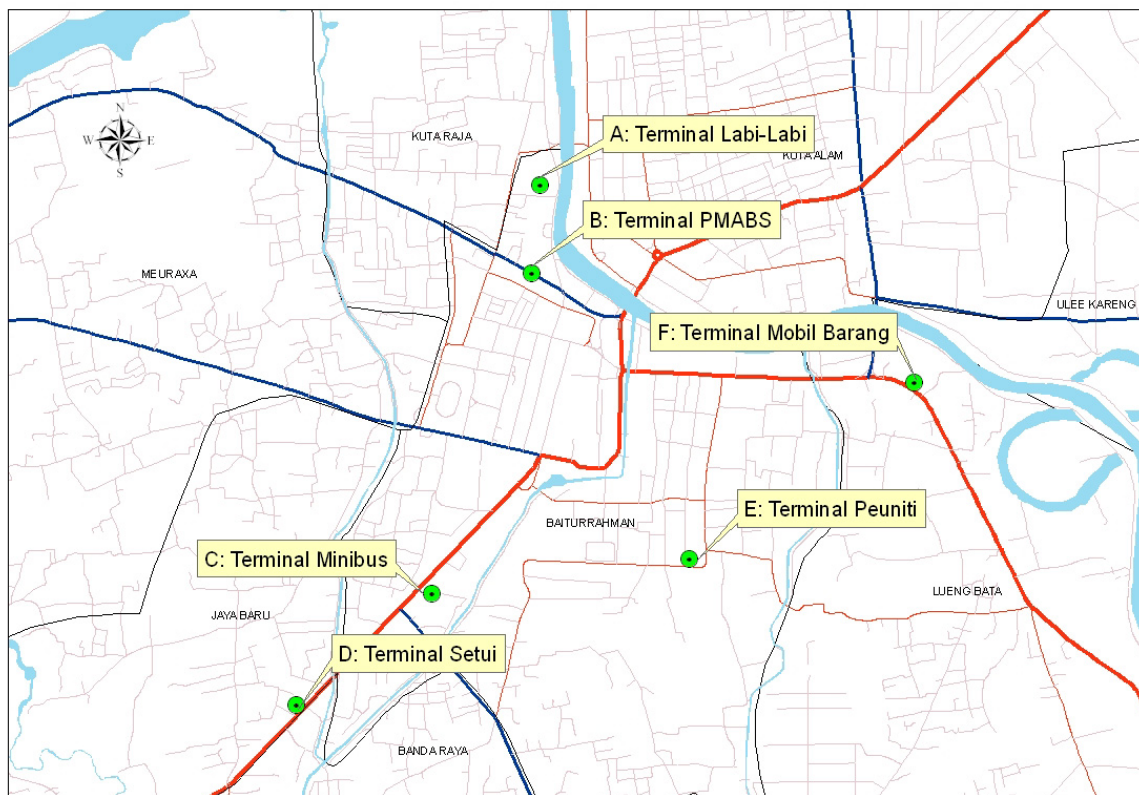 A: Terminal Labi-Labi
N
KUTA RAJA
W
E
KUTA ALAM
S
B: Terminal PMABS
MEURAXA
ULEE KARENG
F: Terminal Mobil Barang
E: Terminal Peuniti
BAITURRAHMAN
C: Terminal Minibus
LUENG BATA
JAYA BARU
D: Terminal Setui
BANDA RAYA